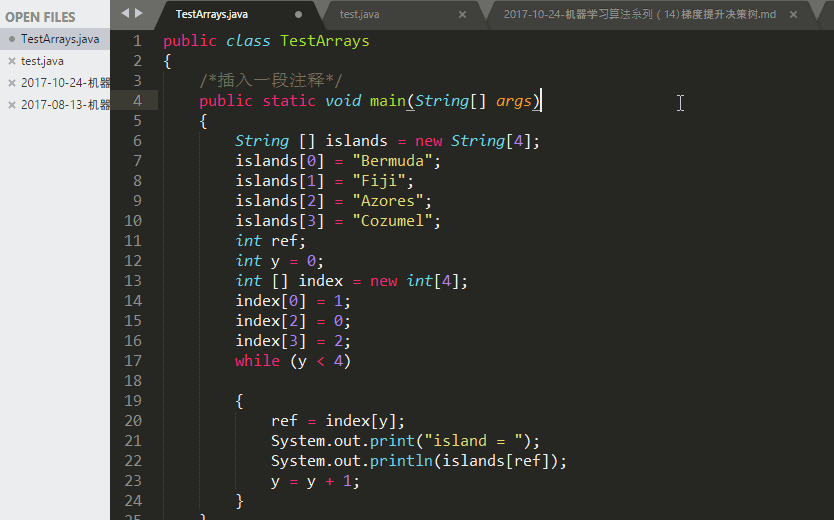 OPEN FILES
TestArrays.java
test.java
2017-10-24-机器
2017-08-13-机器
TestArrays.java
test.java
2017-10-24-机器学习算法系列（14)梯度提升决策树.md
1 public class TestArrays
2 {
3 /*插入一段注释*/
4 public static void main(String[] args)
5 {
6 String [] islands = new String[4];
7 islands[0] = "Bermuda";
8 islands[1] = "Fiji";
9 islands[2] = "Azores";
10 islands[3] = "Cozumel";
11 int ref;
12 int y = 0;
13 int [] index = new int[4];
14 index[0] = 1;
15 index[2] = 0;
16 index[3] = 2;
17 while (y < 4)
18
19 {
20 ref = index[y];
21 System.out.print("island = ");
22 System.out.println(islands[ref]);
23 y = y + 1;
24 }
25 }